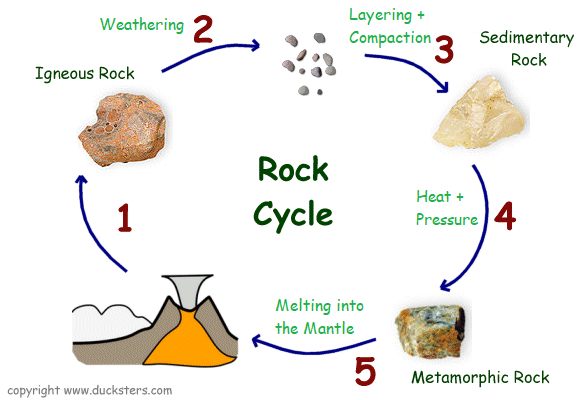 Weathering
2
Layering +
Compaction
3
Sedimentary
Rock
Igneous Rock
Rock
Cycle
1
Heat +
Pressure
4
Melting into
the Mantle
5
Metamorphic Rock
copyright www.ducksters.com